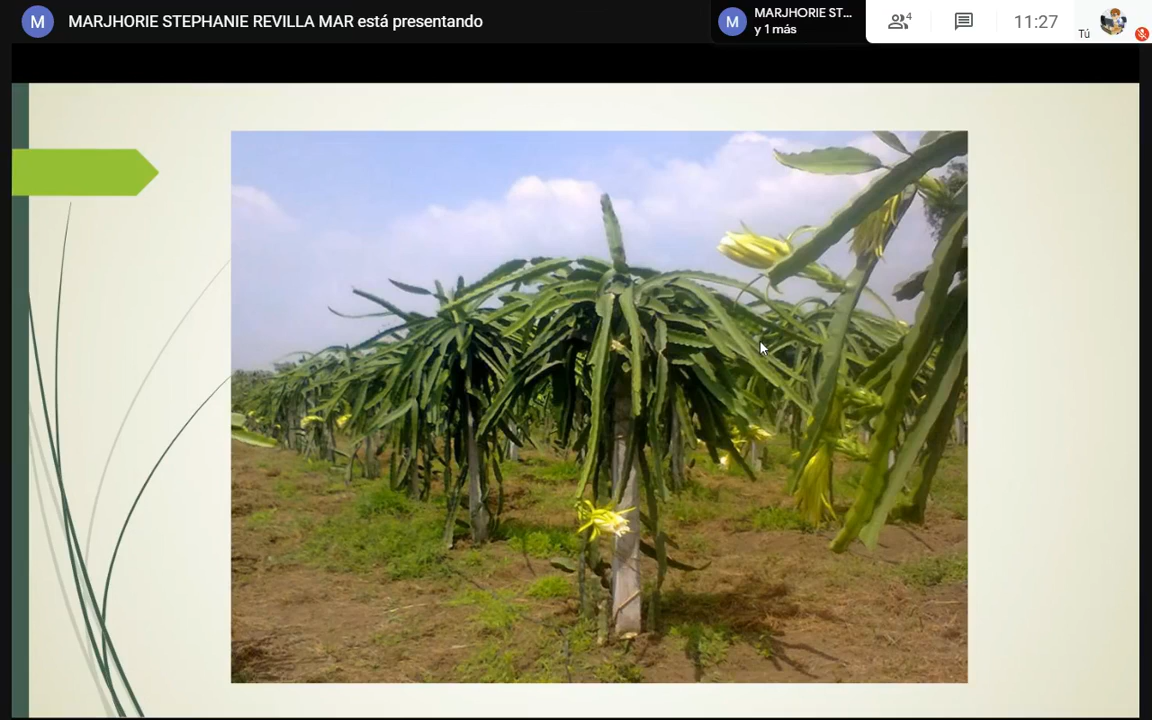 M
MARJHORIE STEPHANIE REVILLA MAR está presentando
M
MARJHORIE ST...
y 1 más
4
11:27
Tú